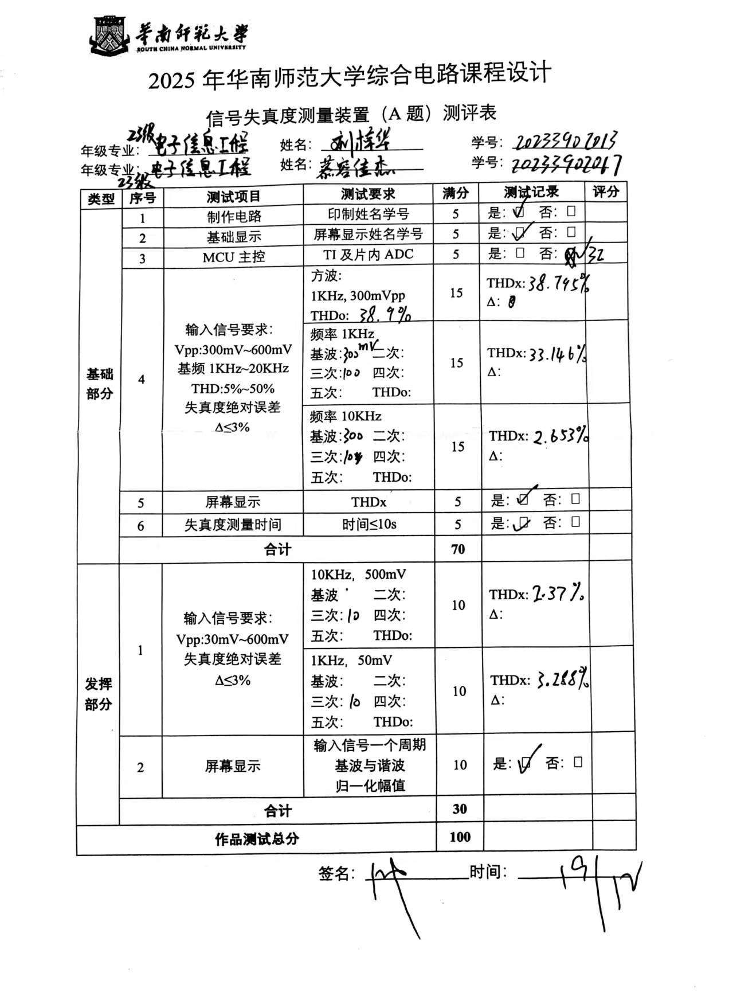 華南师范大学
SOUTH CHINA NORMAL UNIVERSITY
2025 年华南师范大学综合电路课程设计
信号失真度测量装置（A 题）测评表
年级专业：23级电子信息工程 姓名：刘梓华 学号：20233902013
年级专业：23级电子信息工程 姓名：慕容佳杰 学号：20233902067
类型 序号 测试项目 测试要求 满分 测试记录 评分
基础部分
1 制作电路 印制姓名学号 5 是：☑ 否：□
2 基础显示 屏幕显示姓名学号 5 是：☑ 否：□
3 MCU 主控 TI 及片内 ADC 5 是：□ 否：☑ 32
4
输入信号要求：
Vpp:300mV~600mV
基频 1KHz~20KHz
THD:5%~50%
失真度绝对误差
Δ≤3%
方波：
1KHz, 300mVpp
THDo: 38.9%
15
THDx: 38.795%
Δ：
频率 1KHz
基波:300mV 二次：
三次:100 四次：
五次： THDo:
15
THDx: 33.146%
Δ：
频率 10KHz
基波:300 二次：
三次: 四次：
五次： THDo:
15
THDx: 2.653%
Δ：
5 屏幕显示 THDx 5 是：☑ 否：□
6 失真度测量时间 时间≤10s 5 是：☑ 否：□
合计 70
发挥部分
1
输入信号要求：
Vpp:30mV~600mV
失真度绝对误差
Δ≤3%
10KHz，500mV
基波 二次：
三次：10 四次：
五次： THDo:
10
THDx: 2.37%
Δ：
1KHz，50mV
基波： 二次：
三次：10 四次：
五次： THDo:
10
THDx: 3.288%
Δ：
2 屏幕显示
输入信号一个周期
基波与谐波
归一化幅值
10 是：☑ 否：□
合计 30
作品测试总分 100
签名： 时间：19/12